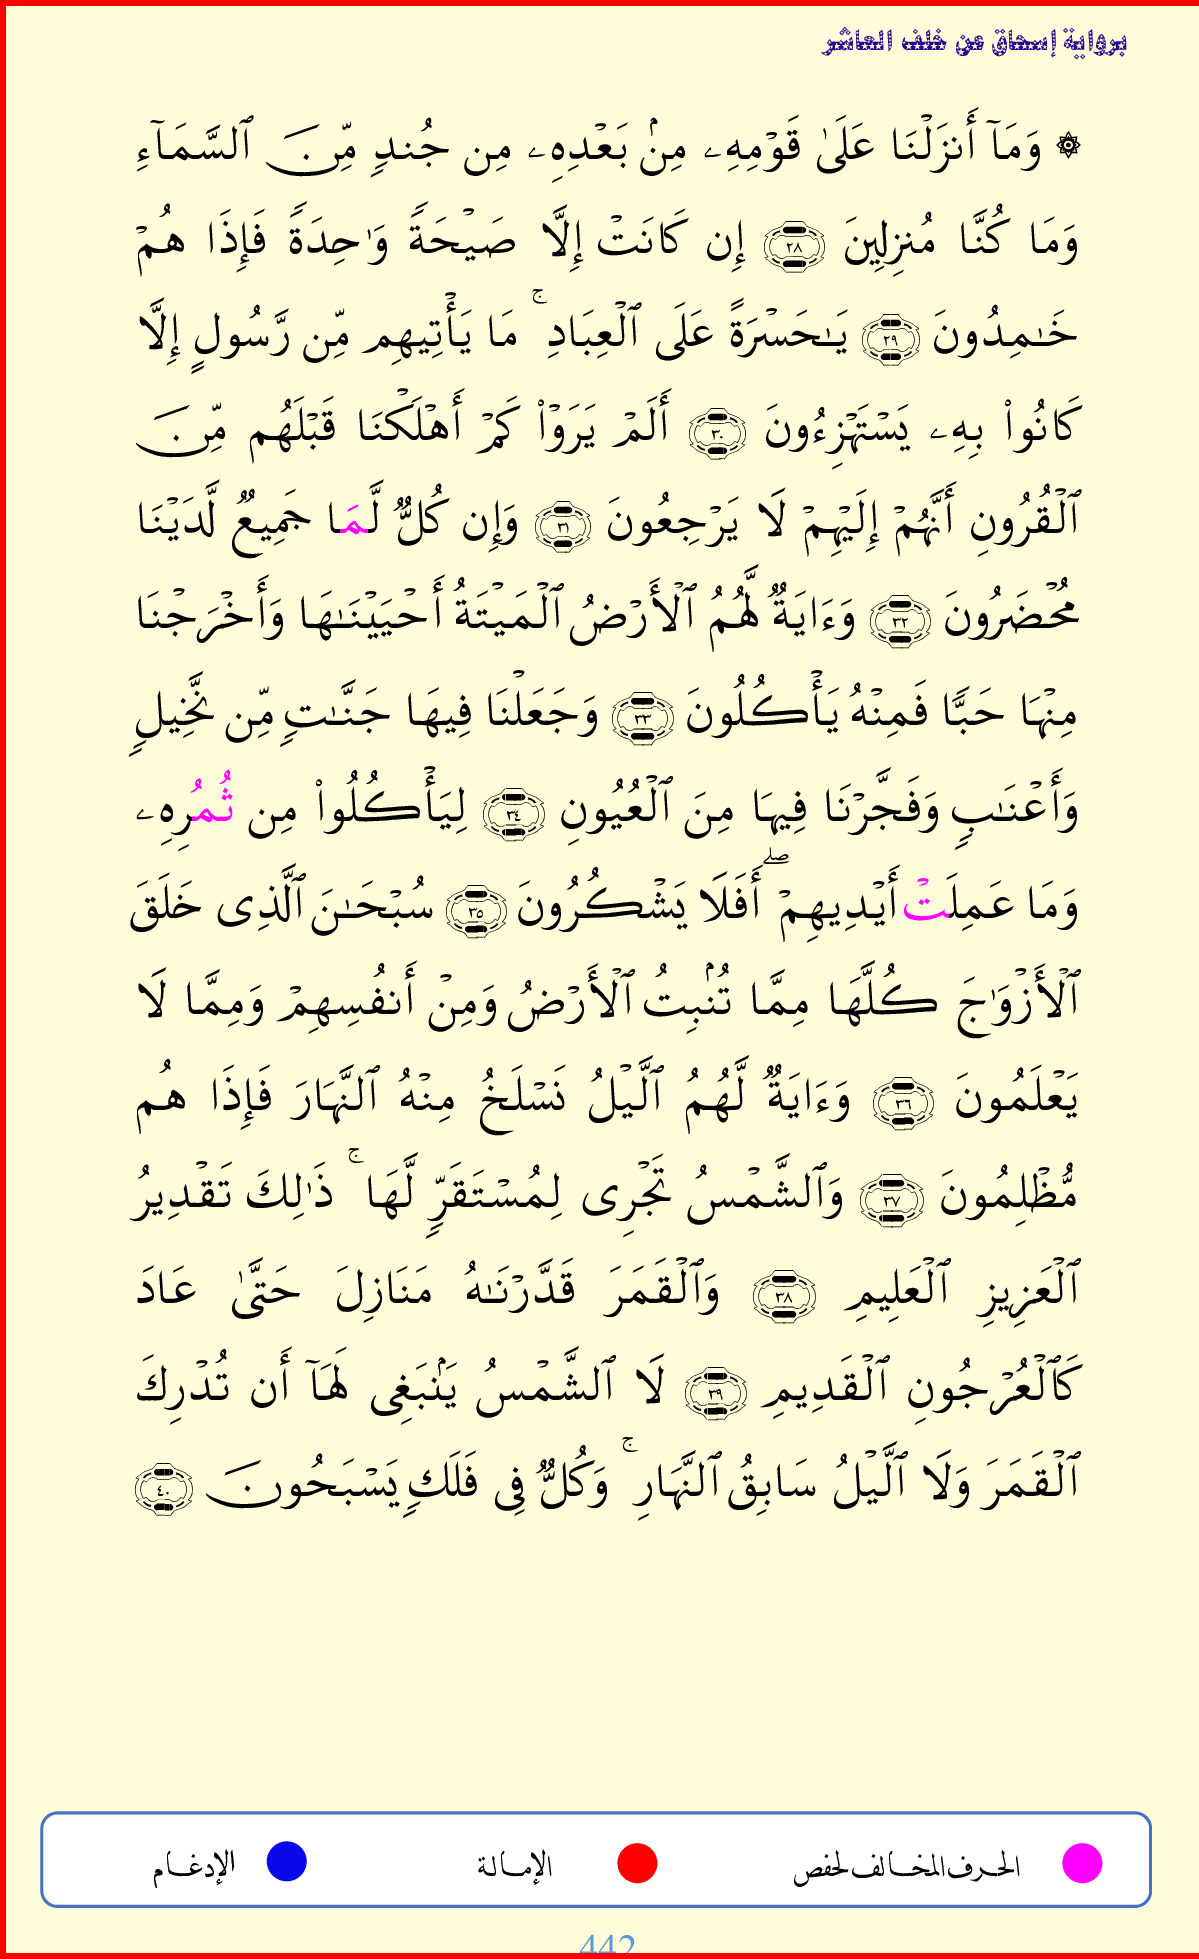 برواية إسحاق عن خلف العاشر
۞ وَمَآ أَنزَلْنَا عَلَىٰ قَوْمِهِۦ مِنۢ بَعْدِهِۦ مِن جُندٍ مِّنَ ٱلسَّمَآءِ
وَمَا كُنَّا مُنزِلِينَ ٢٨ إِن كَانَتْ إِلَّا صَيْحَةً وَٰحِدَةً فَإِذَا هُمْ
خَـٰمِدُونَ ٢٩ يَـٰحَسْرَةً عَلَى ٱلْعِبَادِ ۚ مَا يَأْتِيهِم مِّن رَّسُولٍ إِلَّا
كَانُوا۟ بِهِۦ يَسْتَهْزِءُونَ ٣٠ أَلَمْ يَرَوْا۟ كَمْ أَهْلَكْنَا قَبْلَهُم مِّنَ
ٱلْقُرُونِ أَنَّهُمْ إِلَيْهِمْ لَا يَرْجِعُونَ ٣١ وَإِن كُلٌّ لَّمَا جَمِيعٌ لَّدَيْنَا
مُحْضَرُونَ ٣٢ وَءَايَةٌ لَّهُمُ ٱلْأَرْضُ ٱلْمَيْتَةُ أَحْيَيْنَـٰهَا وَأَخْرَجْنَا
مِنْهَا حَبًّا فَمِنْهُ يَأْكُلُونَ ٣٣ وَجَعَلْنَا فِيهَا جَنَّـٰتٍ مِّن نَّخِيلٍ
وَأَعْنَـٰبٍ وَفَجَّرْنَا فِيهَا مِنَ ٱلْعُيُونِ ٣٤ لِيَأْكُلُوا۟ مِن ثُمُرِهِۦ
وَمَا عَمِلَتْ أَيْدِيهِمْ ۖ أَفَلَا يَشْكُرُونَ ٣٥ سُبْحَـٰنَ ٱلَّذِى خَلَقَ
ٱلْأَزْوَٰجَ كُلَّهَا مِمَّا تُنۢبِتُ ٱلْأَرْضُ وَمِنْ أَنفُسِهِمْ وَمِمَّا لَا
يَعْلَمُونَ ٣٦ وَءَايَةٌ لَّهُمُ ٱلَّيْلُ نَسْلَخُ مِنْهُ ٱلنَّهَارَ فَإِذَا هُم
مُّظْلِمُونَ ٣٧ وَٱلشَّمْسُ تَجْرِى لِمُسْتَقَرٍّ لَّهَا ۚ ذَٰلِكَ تَقْدِيرُ
ٱلْعَزِيزِ ٱلْعَلِيمِ ٣٨ وَٱلْقَمَرَ قَدَّرْنَـٰهُ مَنَازِلَ حَتَّىٰ عَادَ
كَٱلْعُرْجُونِ ٱلْقَدِيمِ ٣٩ لَا ٱلشَّمْسُ يَنۢبَغِى لَهَآ أَن تُدْرِكَ
ٱلْقَمَرَ وَلَا ٱلَّيْلُ سَابِقُ ٱلنَّهَارِ ۚ وَكُلٌّ فِى فَلَكٍ يَسْبَحُونَ ٤٠
الحرف المخالف لحفص الإمالة الإدغام
442